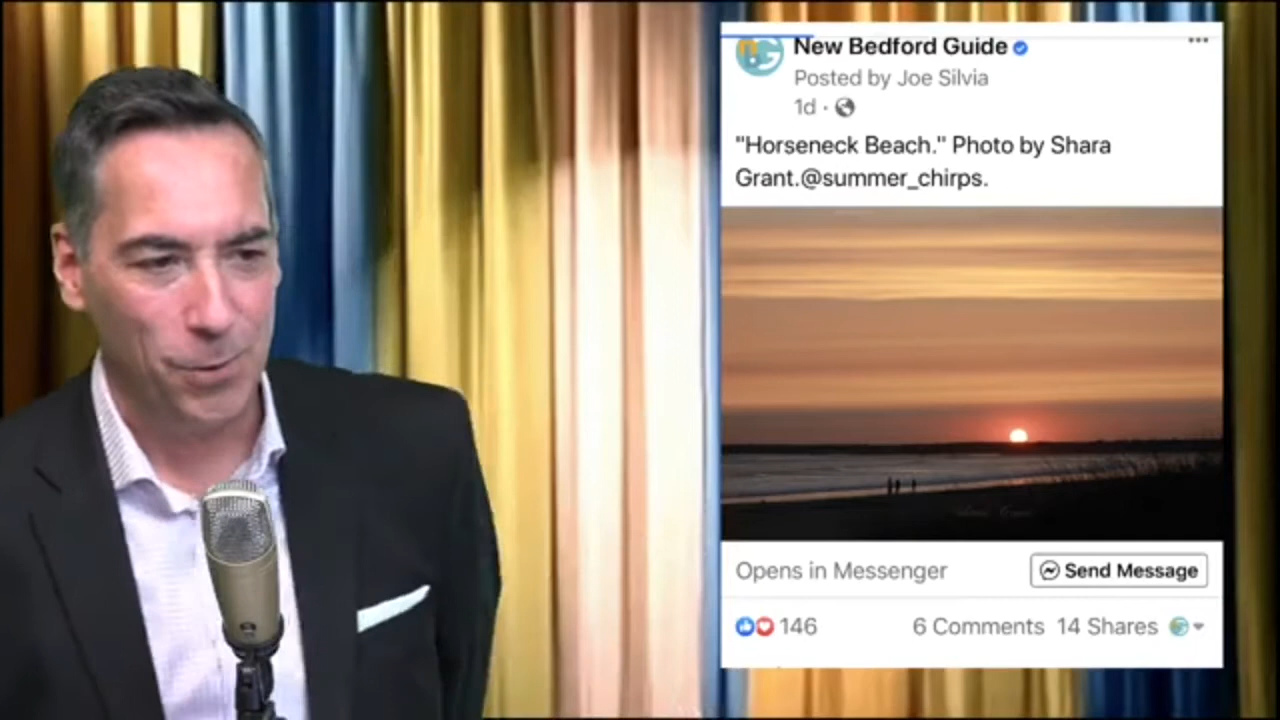 New Bedford Guide
Posted by Joe Silvia
1d ·
"Horseneck Beach." Photo by Shara
Grant.@summer_chirps.
Opens in Messenger
Send Message
146
6 Comments 14 Shares